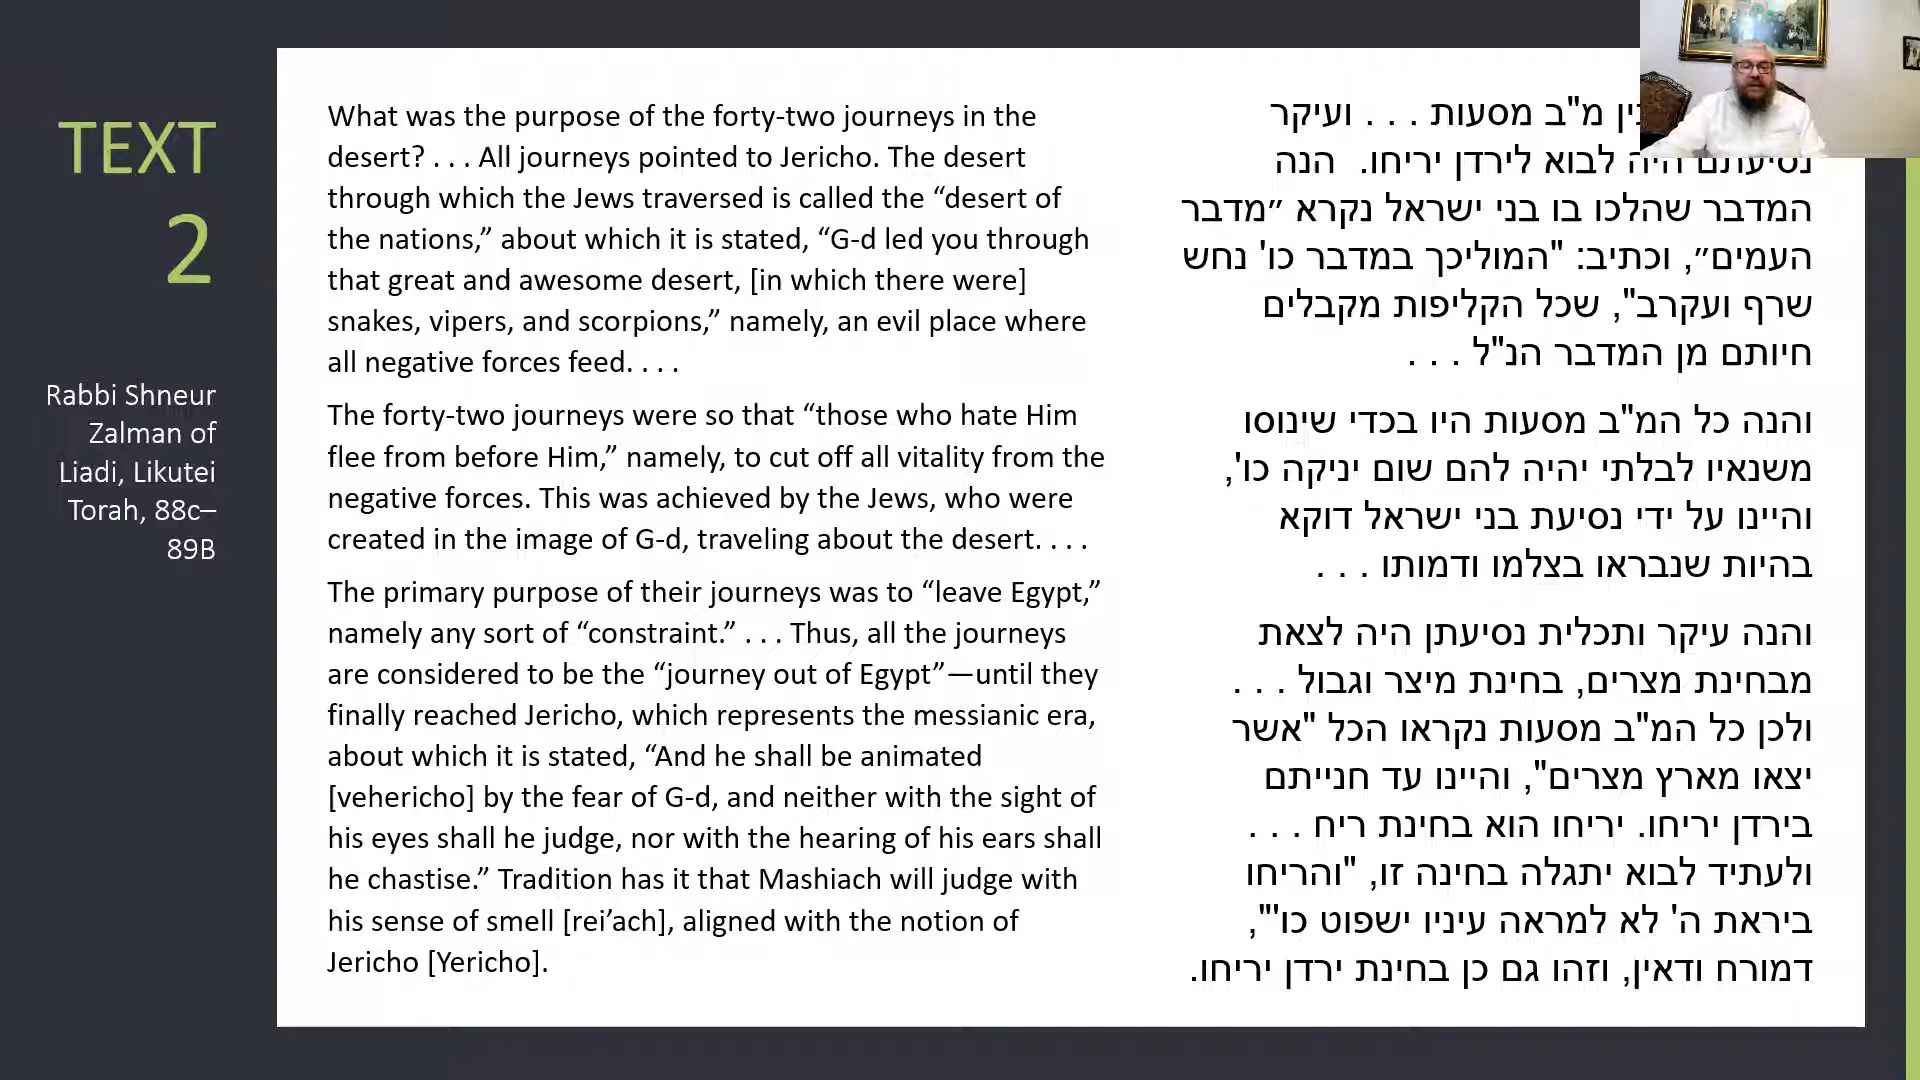 TEXT
2
Rabbi Shneur
Zalman of
Liadi, Likutei
Torah, 88c–
89B
What was the purpose of the forty-two journeys in the
desert? . . . All journeys pointed to Jericho. The desert
through which the Jews traversed is called the “desert of
the nations,” about which it is stated, “G-d led you through
that great and awesome desert, [in which there were]
snakes, vipers, and scorpions,” namely, an evil place where
all negative forces feed. . . .
The forty-two journeys were so that “those who hate Him
flee from before Him,” namely, to cut off all vitality from the
negative forces. This was achieved by the Jews, who were
created in the image of G-d, traveling about the desert. . . .
The primary purpose of their journeys was to “leave Egypt,”
namely any sort of “constraint.” . . . Thus, all the journeys
are considered to be the “journey out of Egypt”—until they
finally reached Jericho, which represents the messianic era,
about which it is stated, “And he shall be animated
[vehericho] by the fear of G-d, and neither with the sight of
his eyes shall he judge, nor with the hearing of his ears shall
he chastise.” Tradition has it that Mashiach will judge with
his sense of smell [rei’ach], aligned with the notion of
Jericho [Yericho].
מ"ב מסעות . . . ועיקר
נסיעתם היה לבוא לירדן יריחו. הנה
המדבר שהלכו בו בני ישראל נקרא ״מדבר
העמים״, וכתיב: "המוליכך במדבר כו' נחש
שרף ועקרב", שכל הקליפות מקבלים
חיותם מן המדבר הנ"ל . . .
והנה כל המ"ב מסעות היו בכדי שינוסו
משנאיו לבלתי יהיה להם שום יניקה כו',
והיינו על ידי נסיעת בני ישראל דוקא
בהיות שנבראו בצלמו ודמותו . . .
והנה עיקר ותכלית נסיעתן היה לצאת
מבחינת מצרים, בחינת מיצר וגבול . . .
ולכן כל המ"ב מסעות נקראו הכל "אשר
יצאו מארץ מצרים", והיינו עד חנייתם
בירדן יריחו. יריחו הוא בחינת ריח . . .
ולעתיד לבוא יתגלה בחינה זו, "והריחו
ביראת ה' לא למראה עיניו ישפוט כו'",
דמורח ודאין, וזהו גם כן בחינת ירדן יריחו.